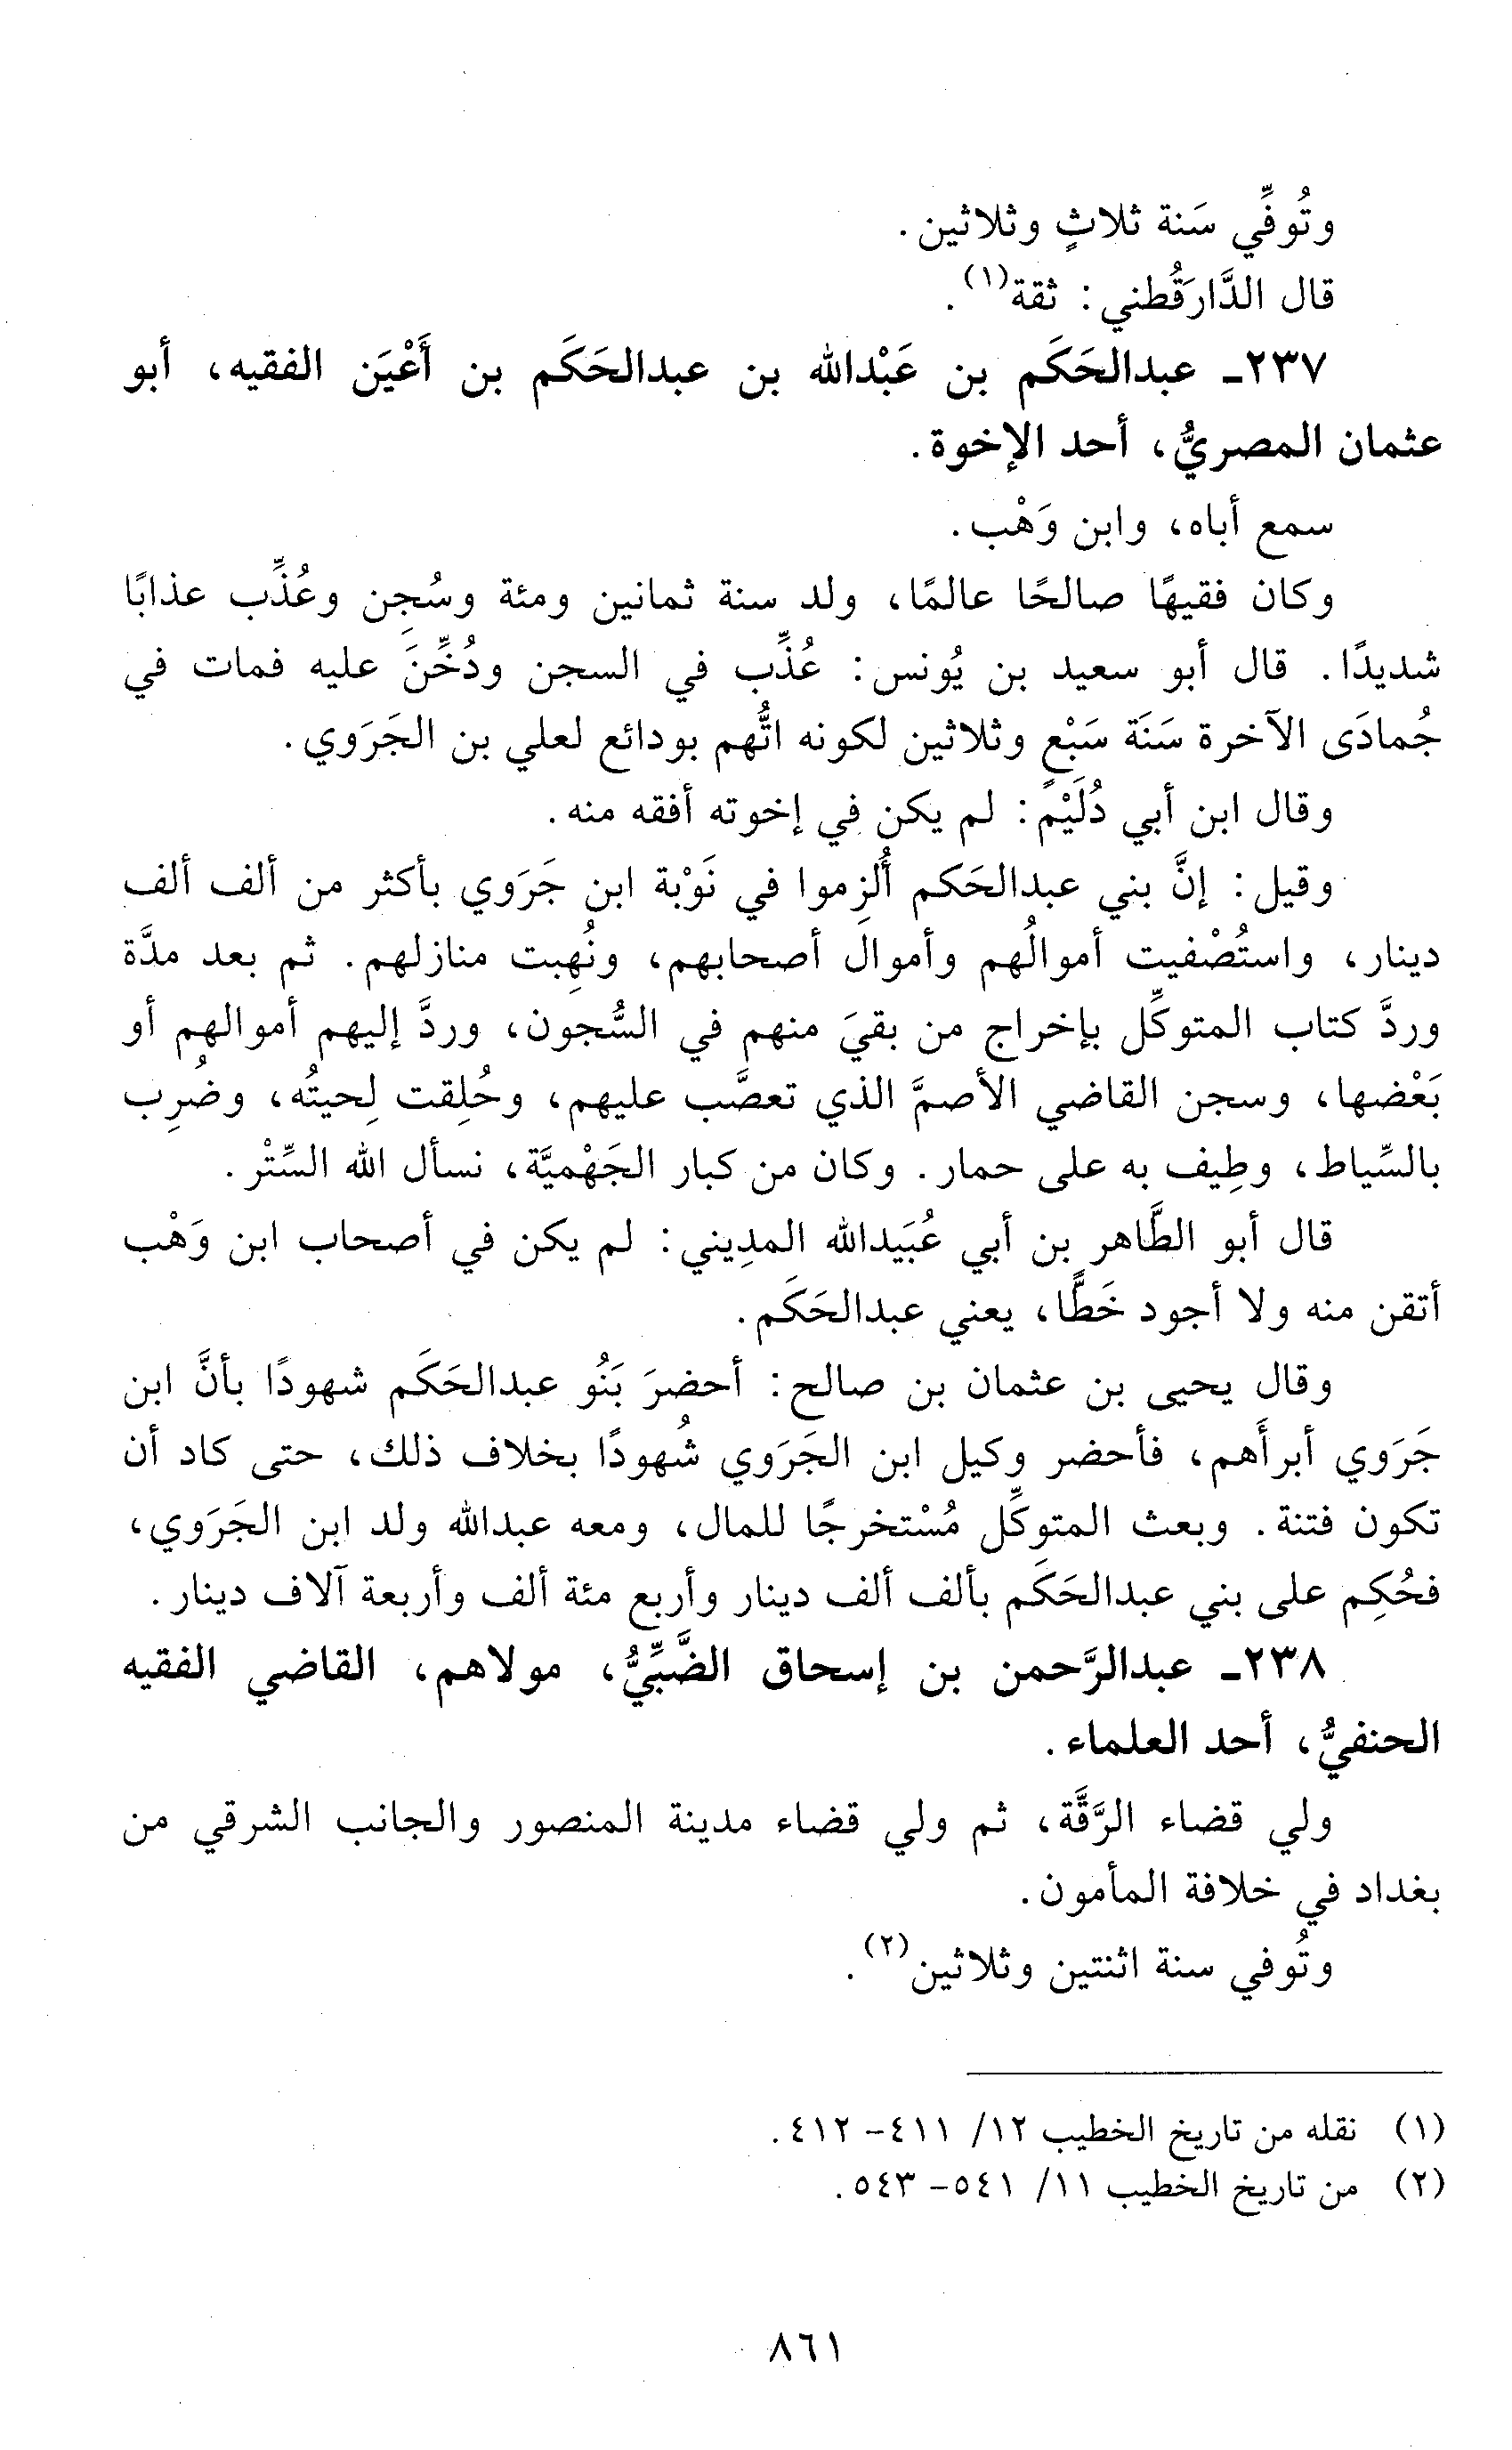 وتُوفِّي سَنة ثلاثٍ وثلاثين.
قال الدَّارَقُطني: ثقة(١).
٢٣٧ـ عبدالحَكَم بن عَبْدالله بن عبدالحَكَم بن أَعْيَن الفقيه، أبو
عثمان المصريُّ، أحد الإخوة.
سمع أباه، وابن وَهْب.
وكان فقيهًا صالحًا عالمًا، ولد سنة ثمانين ومئة وسُجِن وعُذِّب عذابًا
شديدًا. قال أبو سعيد بن يُونس: عُذِّب في السجن ودُخِّنَ عليه فمات في
جُمادَى الآخرة سَنَة سَبْعٍ وثلاثين لكونه اتُّهم بودائع لعلي بن الجَرَوي.
وقال ابن أبي دُلَيْم: لم يكن في إخوته أفقه منه.
وقيل: إنَّ بني عبدالحَكم أُلزِموا في نَوْبة ابن جَرَوي بأكثر من ألف ألف
دينار، واستُصْفيت أموالُهم وأموال أصحابهم، ونُهِبت منازلهم. ثم بعد مدَّة
وردَّ كتاب المتوكِّل بإخراج من بقيَ منهم في السُّجون، وردَّ إليهم أموالهم أو
بَعْضها، وسجن القاضي الأصمَّ الذي تعصَّب عليهم، وحُلِقت لِحيتُه، وضُرِب
بالسِّياط، وطِيف به على حمار. وكان من كبار الجَهْميَّة، نسأل الله السِّتْر.
قال أبو الطَّاهر بن أبي عُبَيدالله المدِيني: لم يكن في أصحاب ابن وَهْب
أتقن منه ولا أجود خَطًّا، يعني عبدالحَكَم.
وقال يحيى بن عثمان بن صالح: أحضرَ بَنُو عبدالحَكَم شهودًا بأنَّ ابن
جَرَوي أبرأَهم، فأحضر وكيل ابن الجَرَوي شُهودًا بخلاف ذلك، حتى كاد أن
تكون فتنة. وبعث المتوكِّل مُسْتخرجًا للمال، ومعه عبدالله ولد ابن الجَرَوي،
فحُكِم على بني عبدالحَكَم بألف ألف دينار وأربع مئة ألف وأربعة آلاف دينار.
٢٣٨ـ عبدالرَّحمن بن إسحاق الضَّبِّيُّ، مولاهم، القاضي الفقيه
الحنفيُّ، أحد العلماء.
ولي قضاء الرَّقَّة، ثم ولي قضاء مدينة المنصور والجانب الشرقي من
بغداد في خلافة المأمون.
وتُوفي سنة اثنتين وثلاثين(٢).
(١) نقله من تاريخ الخطيب ١٢/ ٤١١- ٤١٢.
(٢) من تاريخ الخطيب ١١/ ٥٤١- ٥٤٣.
٨٦١